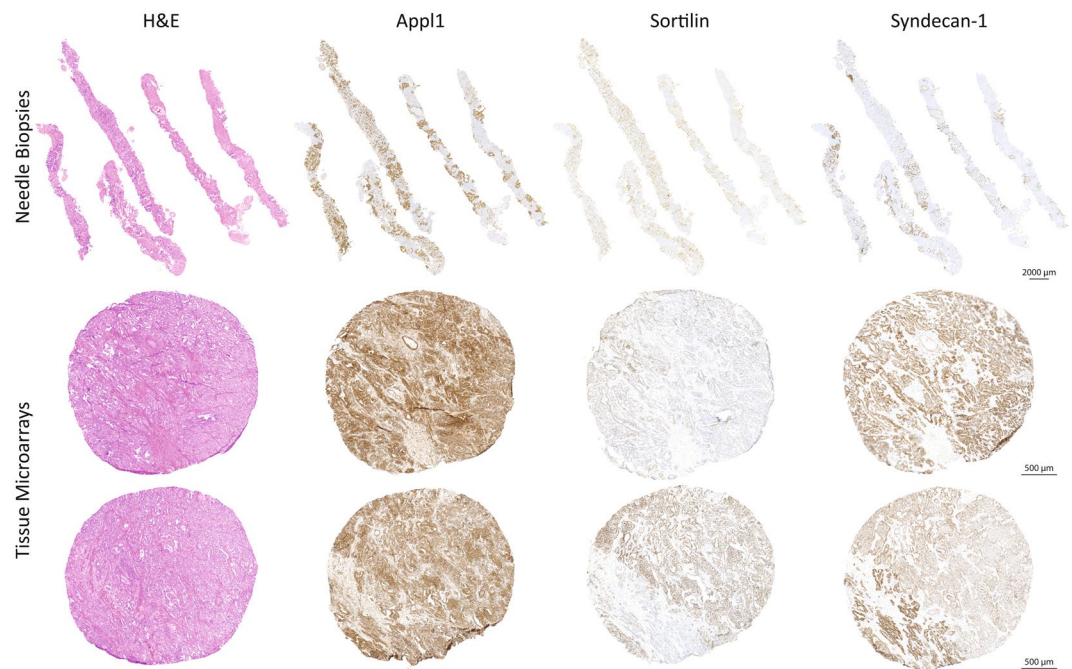 H&E Appl1 Sortilin Syndecan-1
Needle Biopsies
2000 µm
Tissue Microarrays
500 µm
500 µm